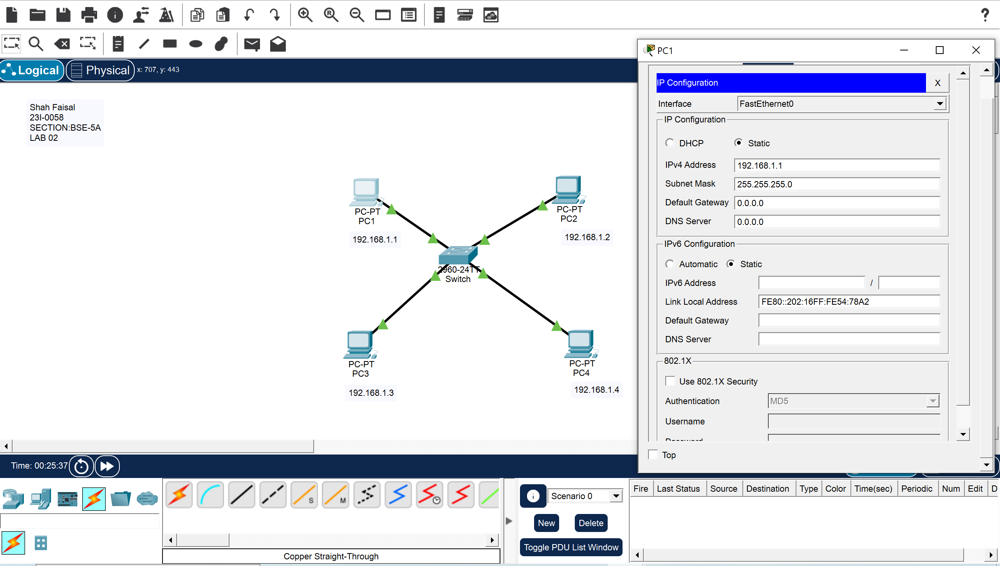 Logical
Physical
x: 707, y: 443
Shah Faisal
23I-0058
SECTION:BSE-5A
LAB 02
PC-PT
PC1
192.168.1.1
PC-PT
PC2
192.168.1.2
2960-24TT
Switch
PC-PT
PC3
192.168.1.3
PC-PT
PC4
192.168.1.4
PC1
IP Configuration
X
Interface
FastEthernet0
IP Configuration
DHCP
Static
IPv4 Address
192.168.1.1
Subnet Mask
255.255.255.0
Default Gateway
0.0.0.0
DNS Server
0.0.0.0
IPv6 Configuration
Automatic
Static
IPv6 Address
/
Link Local Address
FE80::202:16FF:FE54:78A2
Default Gateway
DNS Server
802.1X
Use 802.1X Security
Authentication
MD5
Username
Password
Top
Time: 00:25:37
S
M
Copper Straight-Through
Scenario 0
New
Delete
Toggle PDU List Window
Fire
Last Status
Source
Destination
Type
Color
Time(sec)
Periodic
Num
Edit
D